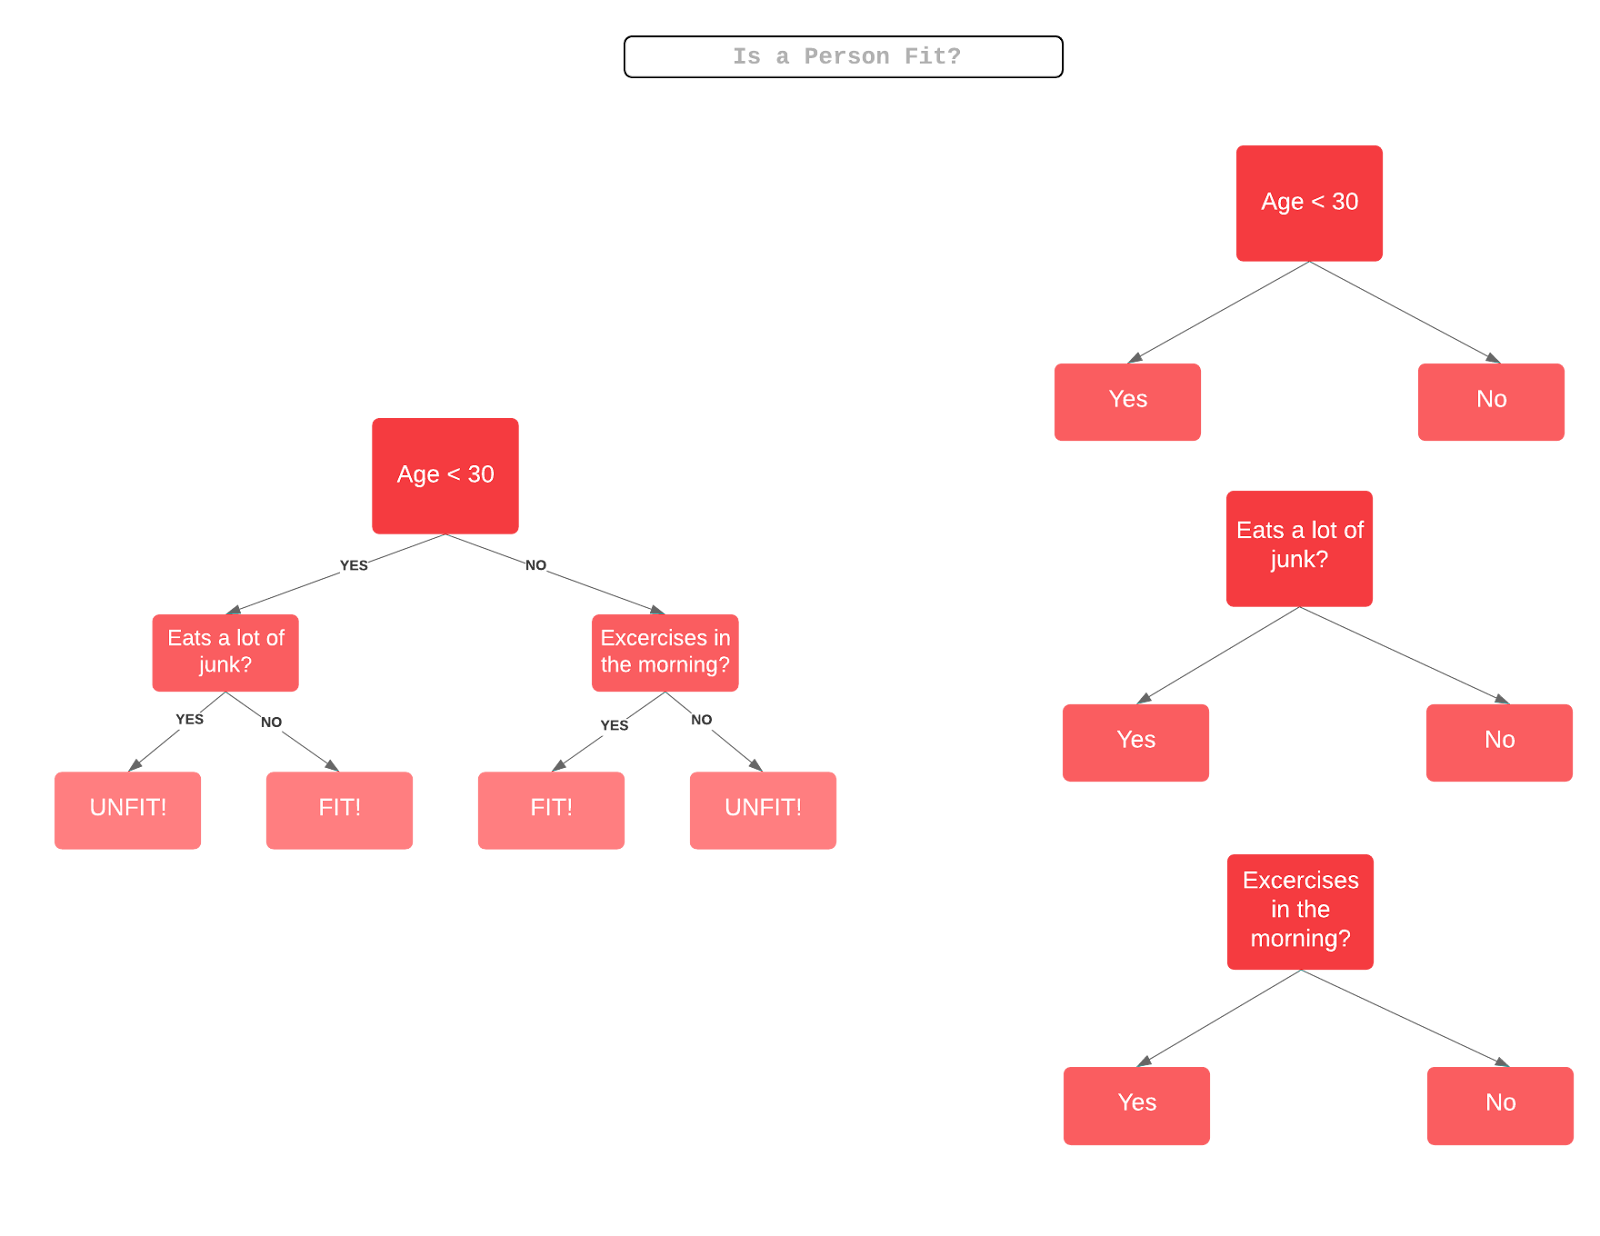 Is a Person Fit?
Age < 30
YES
NO
Eats a lot of
junk?
Excercises in
the morning?
YES
NO
YES
NO
UNFIT!
FIT!
FIT!
UNFIT!
Age < 30
Yes
No
Eats a lot of
junk?
Yes
No
Excercises
in the
morning?
Yes
No